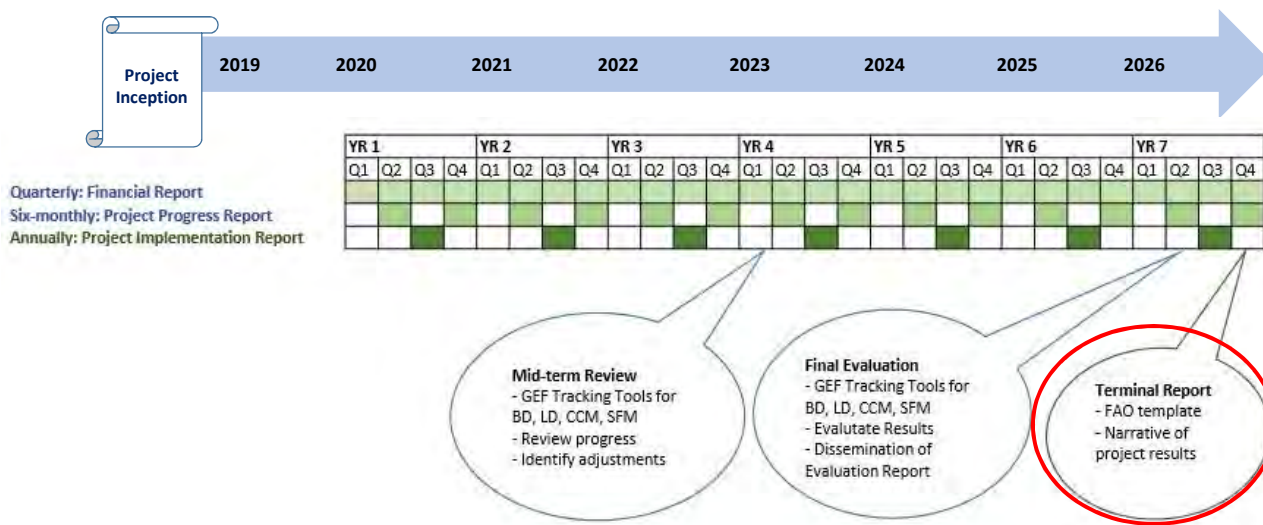 Project
Inception
2019 2020 2021 2022 2023 2024 2025 2026
YR 1 YR 2 YR 3 YR 4 YR 5 YR 6 YR 7
Q1 Q2 Q3 Q4 Q1 Q2 Q3 Q4 Q1 Q2 Q3 Q4 Q1 Q2 Q3 Q4 Q1 Q2 Q3 Q4 Q1 Q2 Q3 Q4 Q1 Q2 Q3 Q4
Quarterly: Financial Report
Six-monthly: Project Progress Report
Annually: Project Implementation Report
Mid-term Review
- GEF Tracking Tools for
BD, LD, CCM, SFM
- Review progress
- Identify adjustments
Final Evaluation
- GEF Tracking Tools for
BD, LD, CCM, SFM
- Evalutate Results
- Dissemination of
Evaluation Report
Terminal Report
- FAO template
- Narrative of
project results